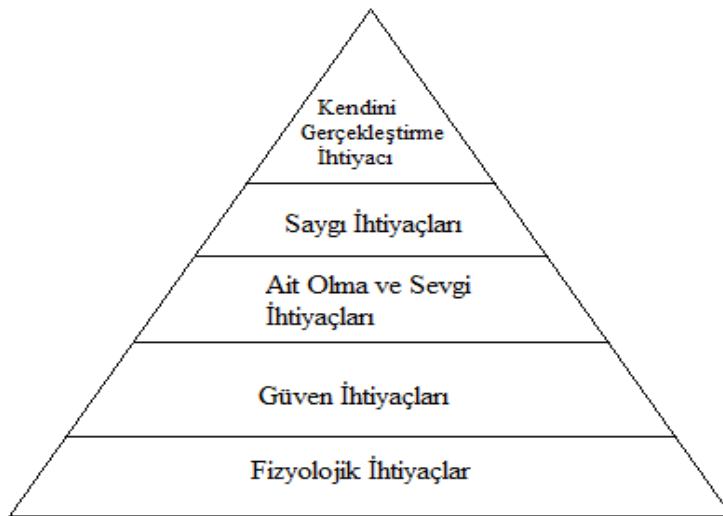 Kendini
Gerçekleştirme
İhtiyacı
Saygı İhtiyaçları
Ait Olma ve Sevgi
İhtiyaçları
Güven İhtiyaçları
Fizyolojik İhtiyaçlar